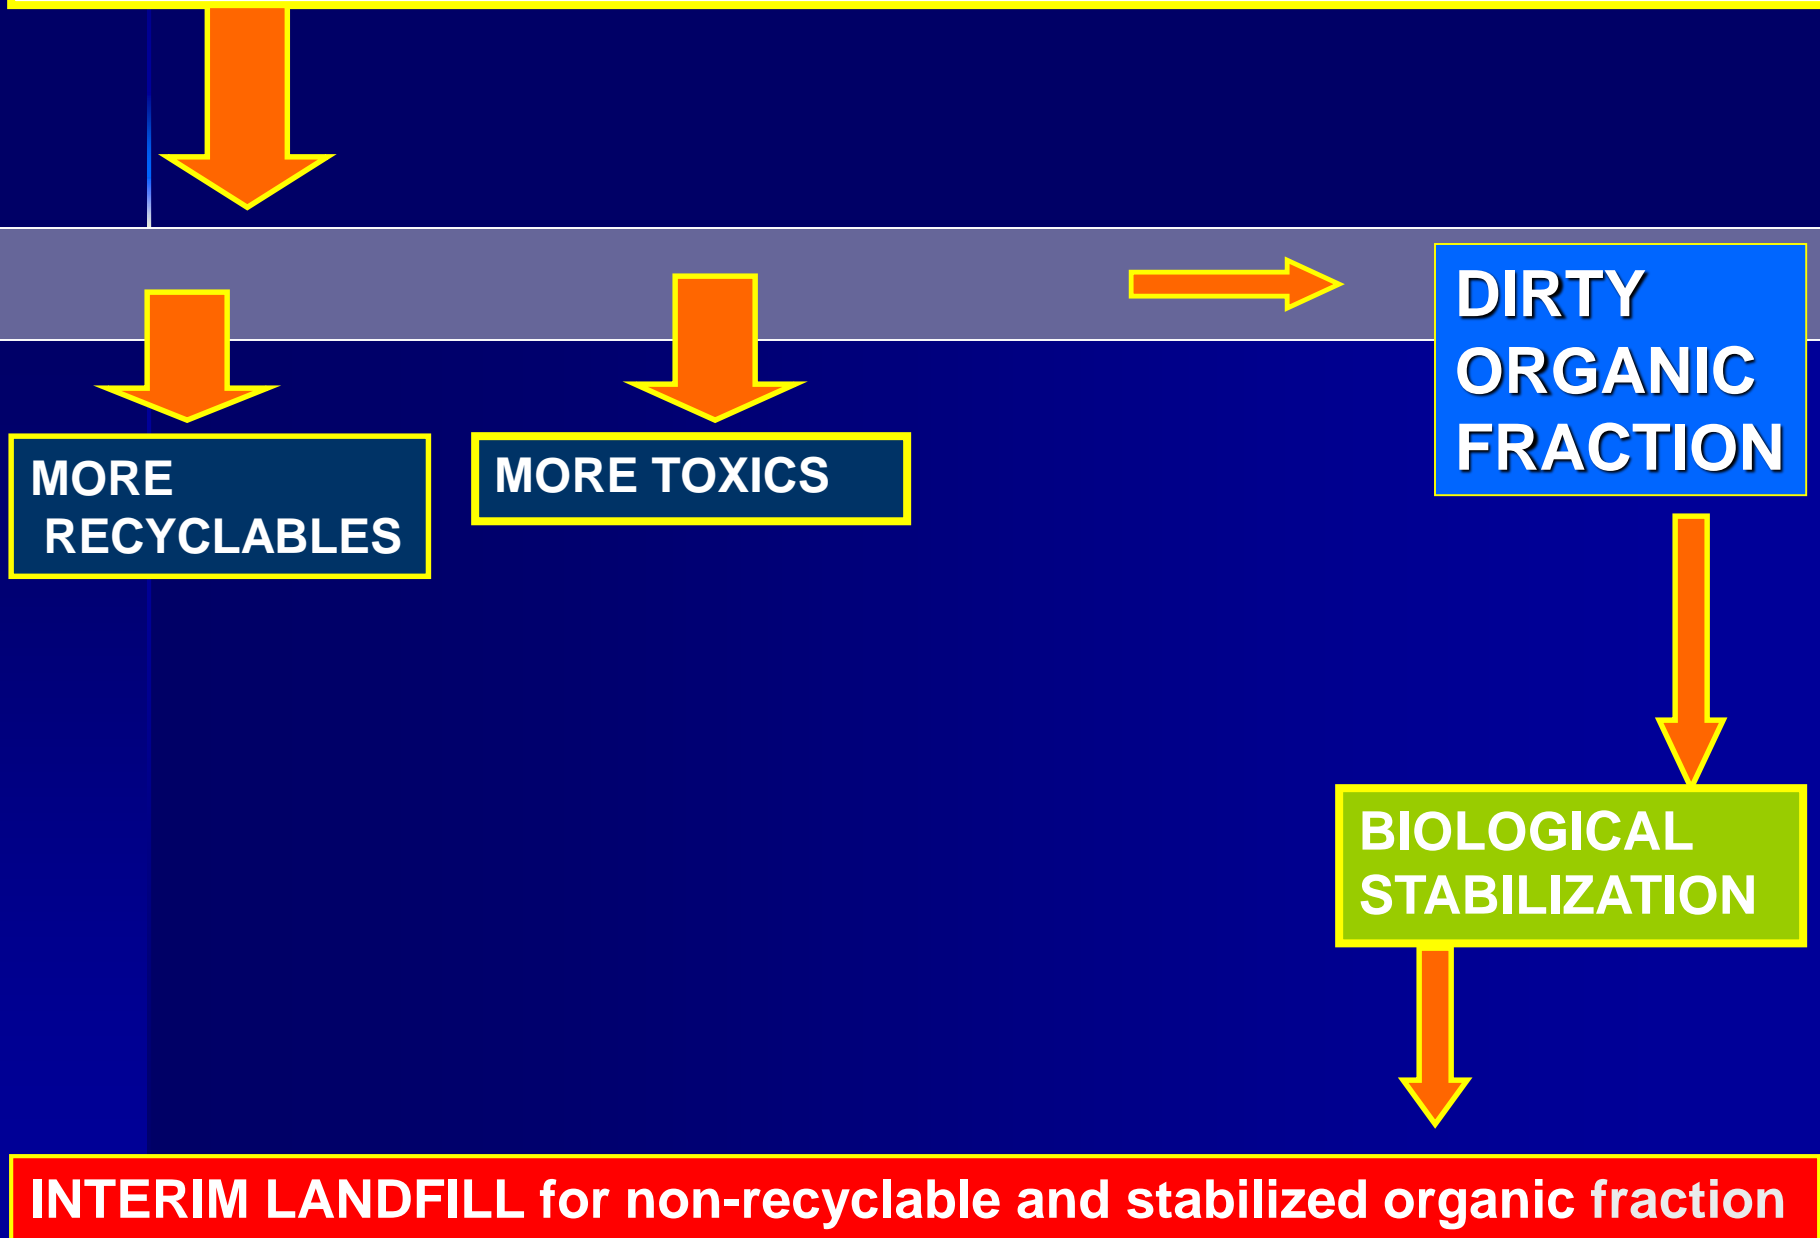 DIRTY
ORGANIC
FRACTION
MORE
RECYCLABLES
MORE TOXICS
BIOLOGICAL
STABILIZATION
INTERIM LANDFILL for non-recyclable and stabilized organic fraction